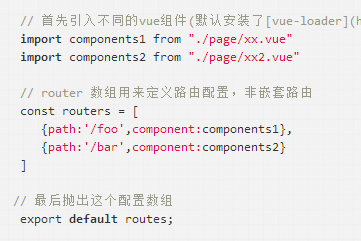 // 首先引入不同的vue组件(默认安装了[vue-loader](h
import components1 from "./page/xx.vue"
import components2 from "./page/xx2.vue"
// router 数组用来定义路由配置，非嵌套路由
const routers = [
{path:'/foo',component:components1},
{path:'/bar',component:components2}
]
// 最后抛出这个配置数组
export default routes;